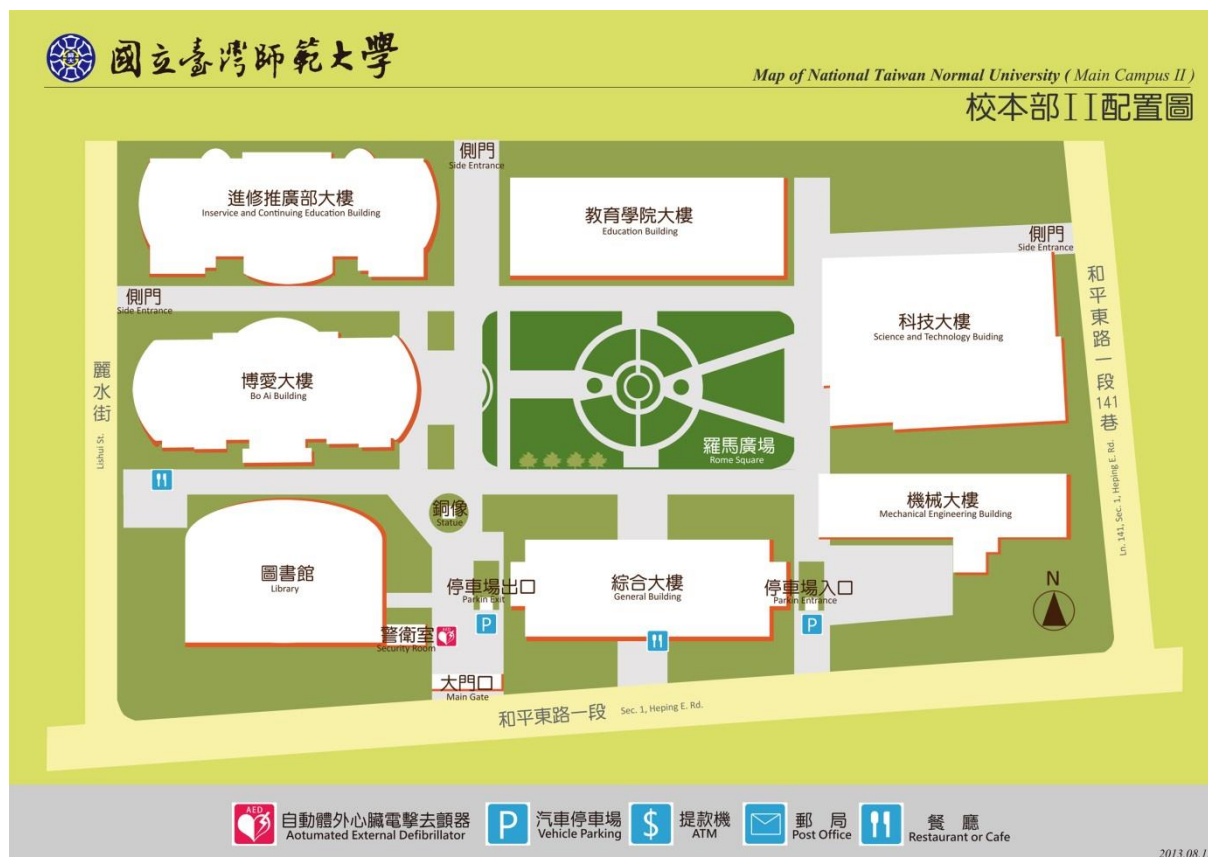 國立臺灣師範大學
Map of National Taiwan Normal University ( Main Campus II )
校本部II配置圖
側門
Side Entrance
進修推廣部大樓
Inservice and Continuing Education Building
教育學院大樓
Education Building
側門
Side Entrance
側門
Side Entrance
和平東路一段141巷
Ln. 141, Sec. 1, Heping E. Rd.
科技大樓
Science and Technology Buiding
博愛大樓
Bo Ai Building
麗水街
Lishui St.
羅馬廣場
Rome Square
銅像
Statue
機械大樓
Mechanical Engineering Building
圖書館
Library
停車場出口
Parkin Exit
P
綜合大樓
General Building
停車場入口
Parkin Entrance
P
N
警衛室
Security Room
AED
大門口
Main Gate
和平東路一段 Sec. 1, Heping E. Rd.
AED
自動體外心臟電擊去顫器
Aotumated External Defibrillator
P
汽車停車場
Vehicle Parking
$
提款機
ATM
郵局
Post Office
餐廳
Restaurant or Cafe